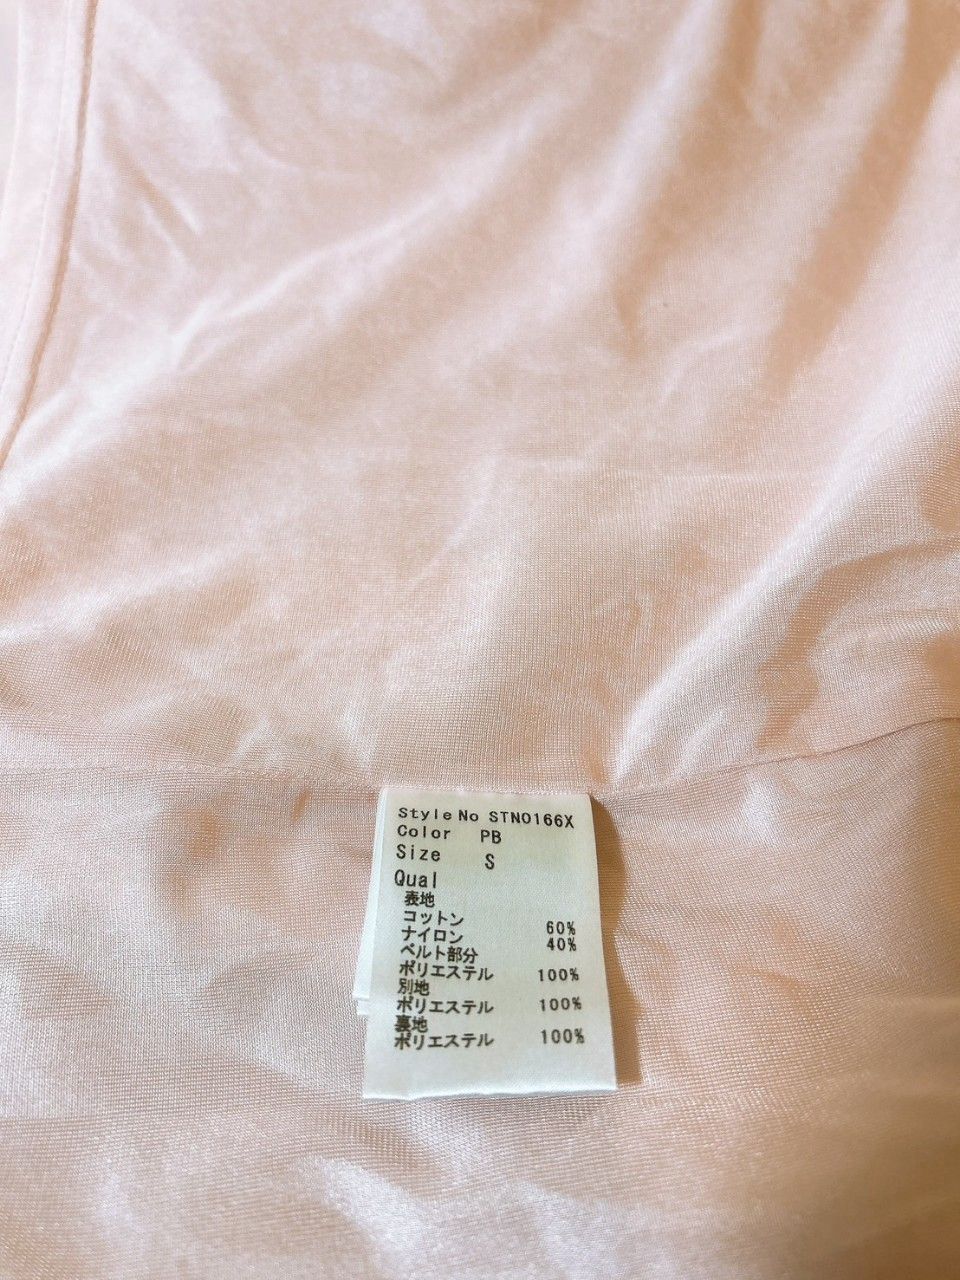 Style No STN0166X
Color PB
Size S
Qual
表地
コットン 60%
ナイロン 40%
ベルト部分
ポリエステル 100%
別地
ポリエステル 100%
裏地
ポリエステル 100%